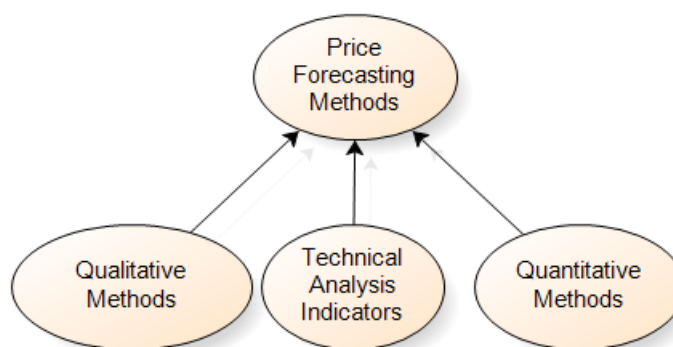 Price
Forecasting
Methods
Qualitative
Methods
Technical
Analysis
Indicators
Quantitative
Methods